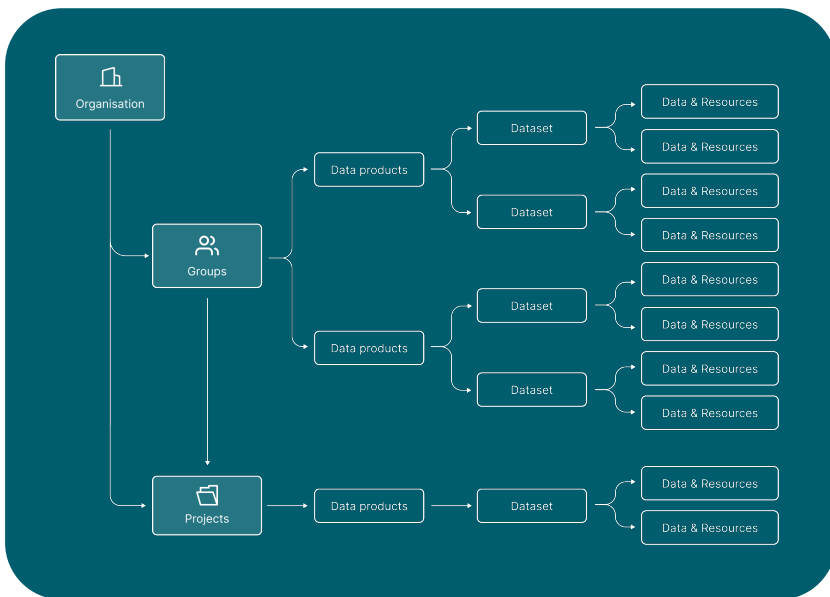 Organisation
Groups
Projects
Data products
Data products
Data products
Dataset
Dataset
Dataset
Dataset
Dataset
Data & Resources
Data & Resources
Data & Resources
Data & Resources
Data & Resources
Data & Resources
Data & Resources
Data & Resources
Data & Resources
Data & Resources